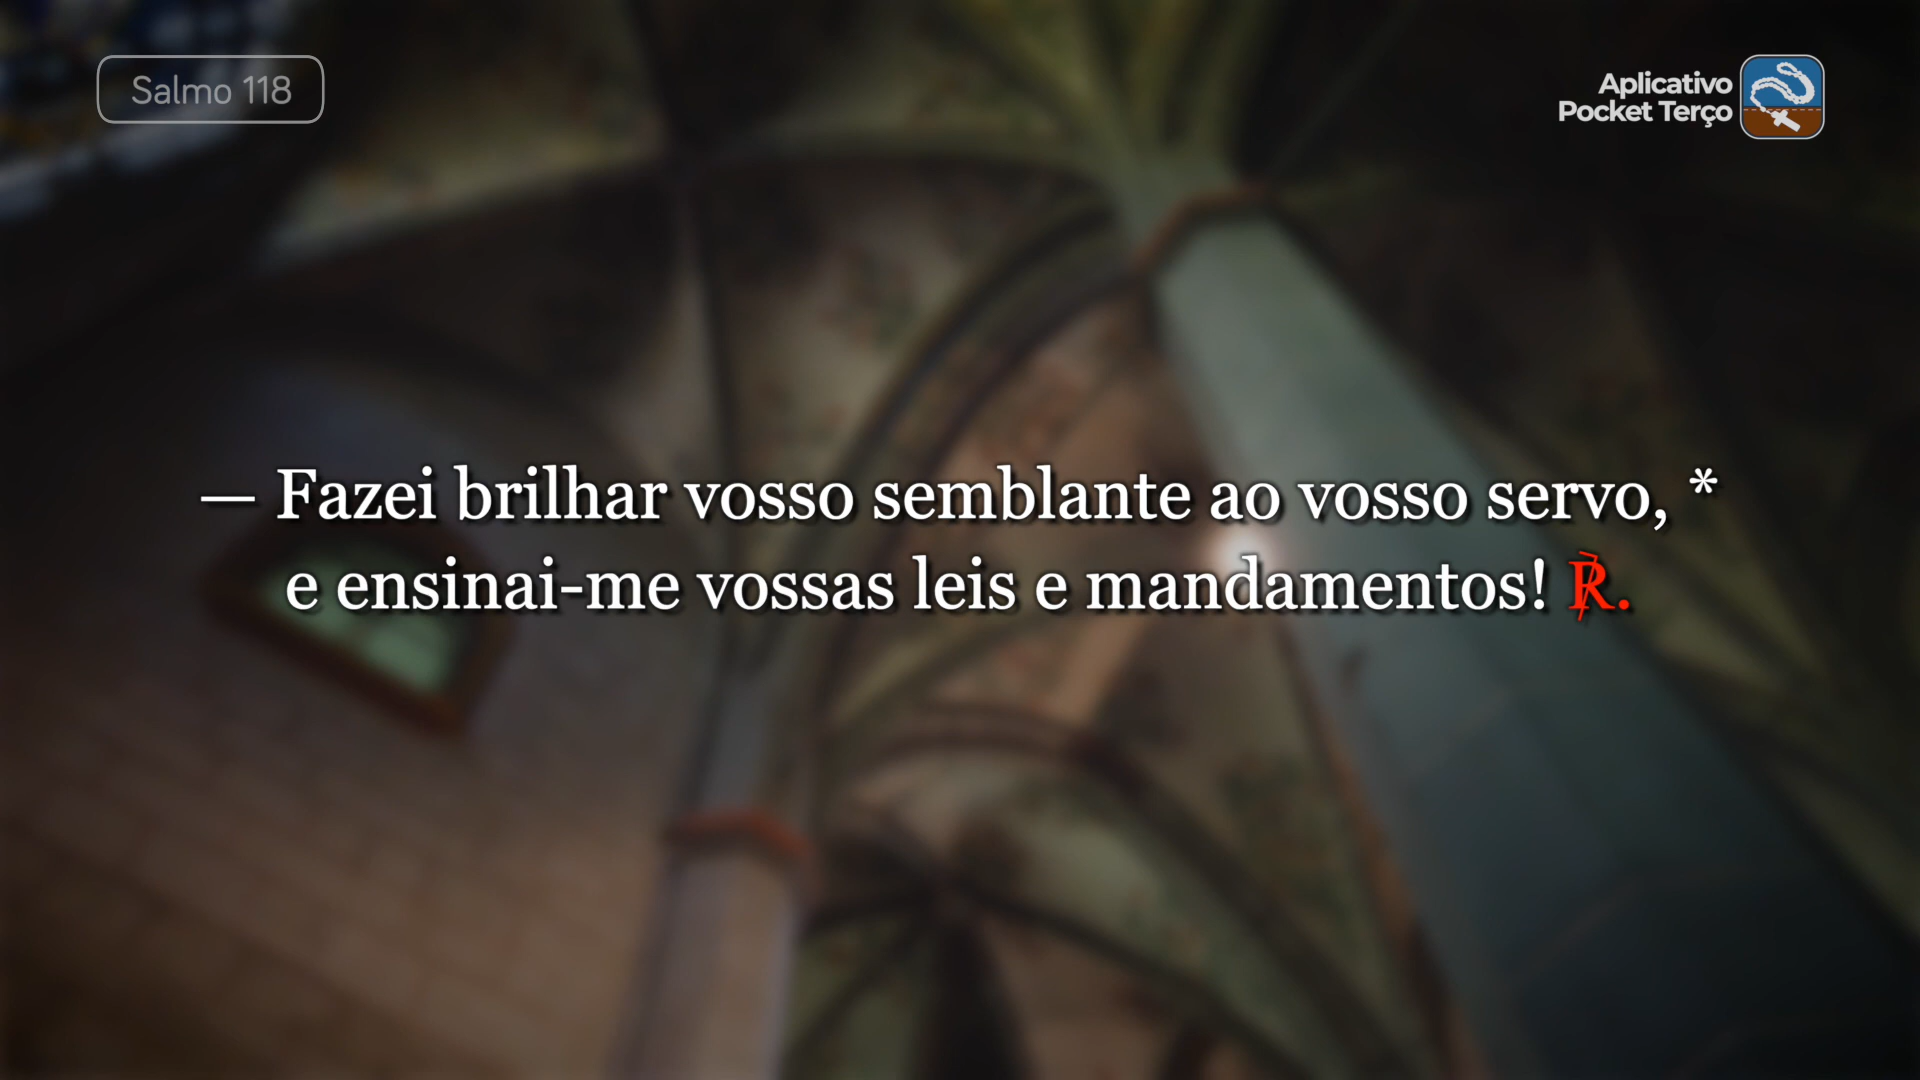 Salmo 118
Aplicativo
Pocket Terço
— Fazei brilhar vosso semblante ao vosso servo, *
e ensinai-me vossas leis e mandamentos! ℟.